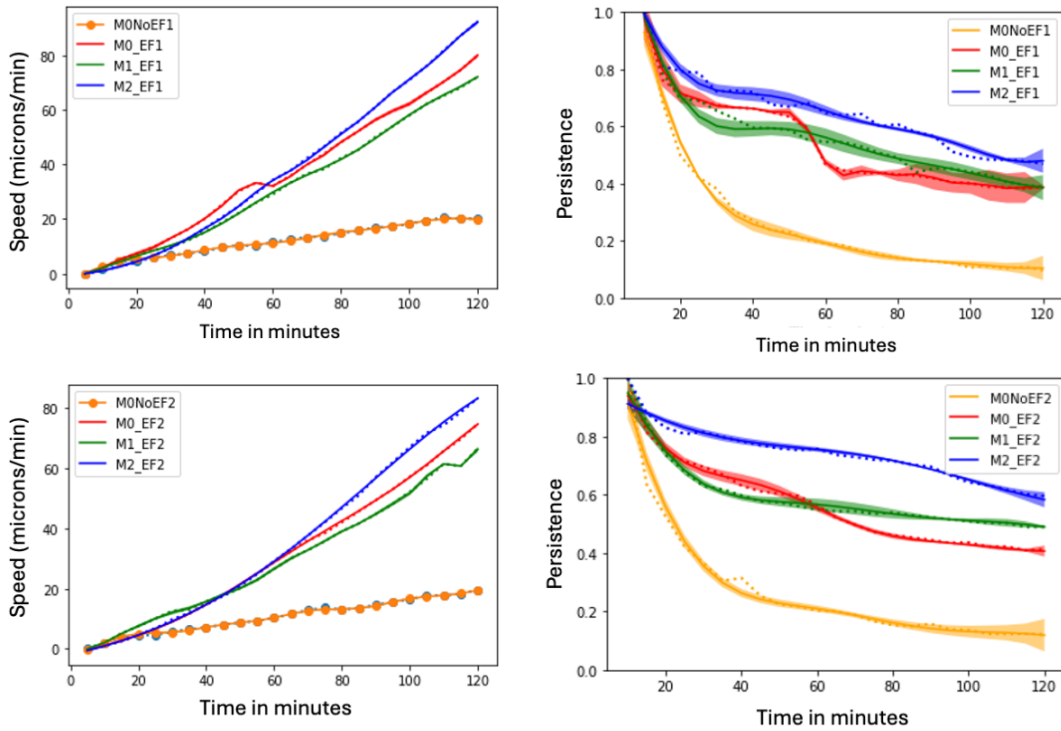 M0NoEF1
M0_EF1
M1_EF1
M2_EF1
Speed (microns/min)
80
60
40
20
0
0 20 40 60 80 100 120
Time in minutes
M0NoEF1
M0_EF1
M1_EF1
M2_EF1
Persistence
1.0
0.8
0.6
0.4
0.2
0.0
20 40 60 80 100 120
Time in minutes
M0NoEF2
M0_EF2
M1_EF2
M2_EF2
Speed (microns/min)
80
60
40
20
0
0 20 40 60 80 100 120
Time in minutes
M0NoEF2
M0_EF2
M1_EF2
M2_EF2
Persistence
1.0
0.8
0.6
0.4
0.2
0.0
20 40 60 80 100 120
Time in minutes